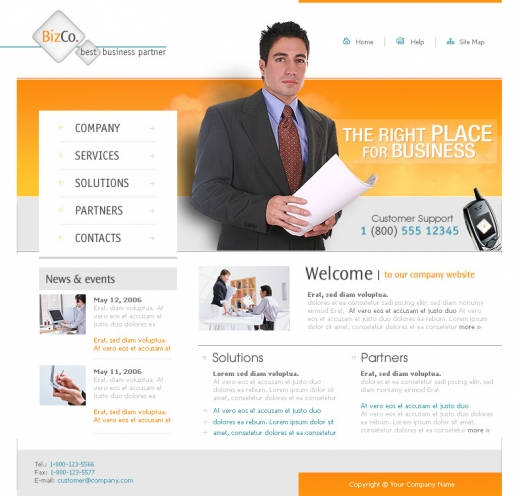 BizCo.
best business partner
Home
Help
Site Map
COMPANY
SERVICES
SOLUTIONS
PARTNERS
CONTACTS
THE RIGHT PLACE
FOR BUSINESS
Customer Support
1 (800) 555 12345
News & events
May 12, 2006
Erat, diam voluptua. At
vero eos et accusam et
justo duo dolores ea
Erat, sed diam voluptua.
At vero eos et accusam et
May 11, 2006
Erat, diam voluptua. At
vero eos et accusam et
justo duo dolores ea
Erat, sed diam voluptua.
At vero eos et accusam et
Welcome | to our company website
Erat, sed diam voluptua.
dolores et ea consetetur sadi pscing elitr, sed diam nonumy
eirmod Erat, At vero eos et accusam et justo duo At vero eos
et accusam et justo duo dolores ea rebum. Lorem ipsum
dolor sit amet, consetetur dolores et ea consetetur more »
Solutions
Lorem sed diam voluptua.
At vero eos et accusam et justo duo
dolores ea rebum. Lorem ipsum dolor
sit amet, consetetur dolores et ea
At vero eos et accusam et justo duo
dolores ea rebum. Lorem ipsum dolor sit
amet, consetetur dolores et ea consetetur
Partners
Erat, sed diam voluptua.
dolores et ea consetetur sadipscing elitr, sed
diam nonumy eirmod Erat
At vero eos et accusam et justo duo
At vero eos et accusam et justo duo dolores
ea rebum. Lorem ipsum dolor sit amet,
consetetur dolores et ea consetetur more »
Tel.: 1-800-123-5566
Fax: 1-800-123-5577
E-mail: customer@company.com
Copyright © Your Company Name